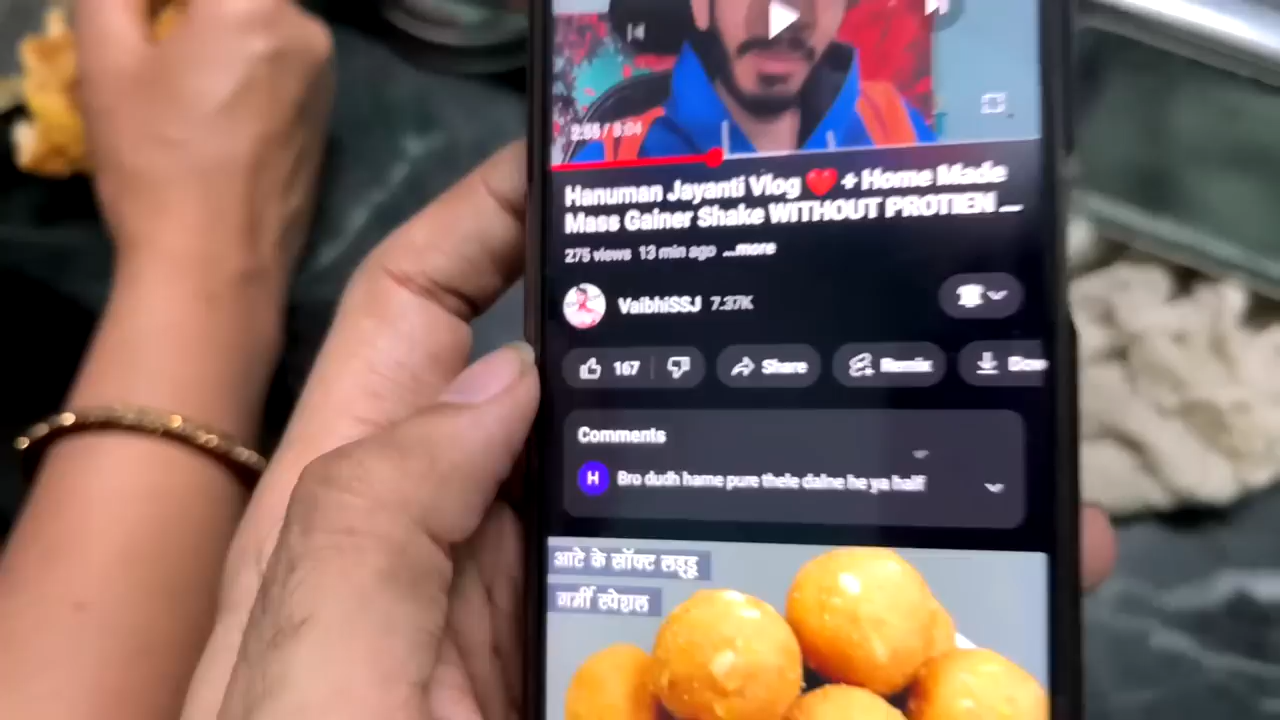 2:55 / 8:04
Hanuman Jayanti Vlog ❤️ + Home Made
Mass Gainer Shake WITHOUT PROTIEN ...
275 views 13 min ago ...more
VaibhiSSJ 7.37K
167 Share Remix Dow
Comments
H Bro dudh hame pure thele dalne he ya half
आटे के सॉफ्ट लड्डू
गर्मी स्पेशल